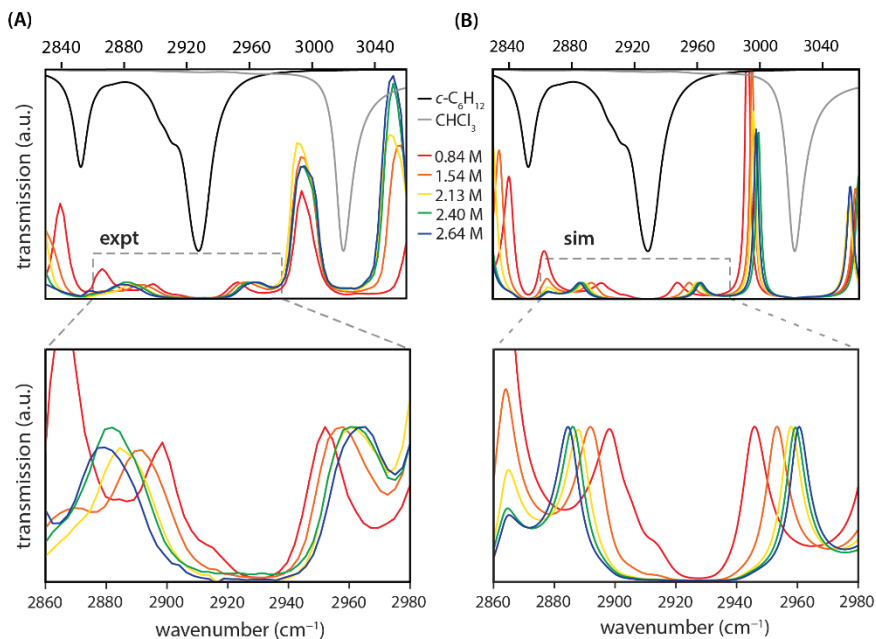 (A)
2840 2880 2920 2960 3000 3040
transmission (a.u.)
expt
c-C₆H₁₂
CHCl₃
0.84 M
1.54 M
2.13 M
2.40 M
2.64 M
(B)
2840 2880 2920 2960 3000 3040
sim
transmission (a.u.)
2860 2880 2900 2920 2940 2960 2980
wavenumber (cm⁻¹)
2860 2880 2900 2920 2940 2960 2980
wavenumber (cm⁻¹)